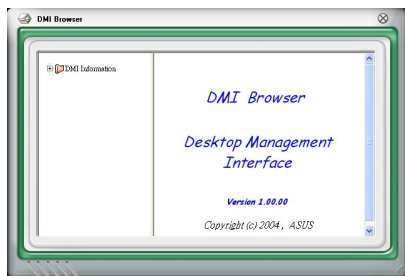 DMI Browser
DMI Information
DMI Browser
Desktop Management
Interface
Version 1.00.00
Copyright (c) 2004, ASUS